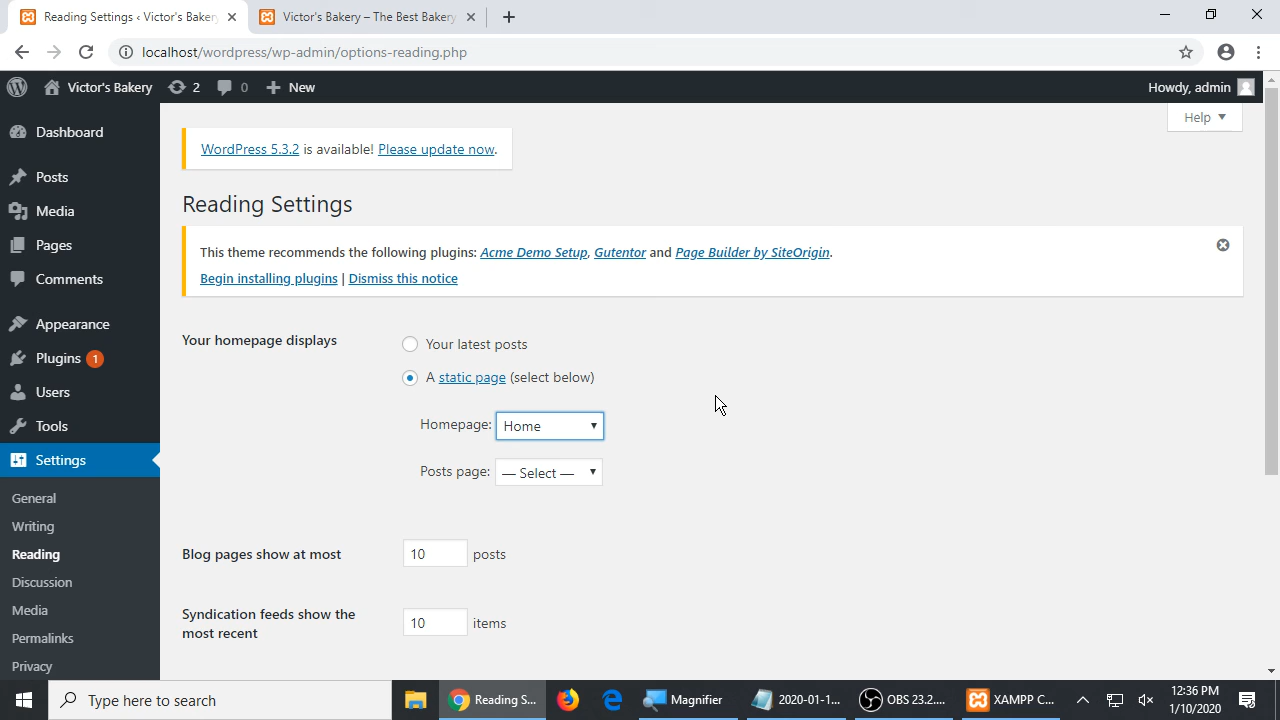 Reading Settings ‹ Victor's Baker
Victor's Bakery – The Best Bakery
localhost/wordpress/wp-admin/options-reading.php
Victor's Bakery 2 0 New Howdy, admin
Help
Dashboard
Posts
Media
Pages
Comments
Appearance
Plugins 1
Users
Tools
Settings
General
Writing
Reading
Discussion
Media
Permalinks
Privacy
WordPress 5.3.2 is available! Please update now.
Reading Settings
This theme recommends the following plugins: Acme Demo Setup, Gutentor and Page Builder by SiteOrigin.
Begin installing plugins | Dismiss this notice
Your homepage displays
Your latest posts
A static page (select below)
Homepage: Home
Posts page: — Select —
Blog pages show at most 10 posts
Syndication feeds show the most recent 10 items
Type here to search
Reading S...
Magnifier
2020-01-1...
OBS 23.2....
XAMPP C...
12:36 PM
1/10/2020